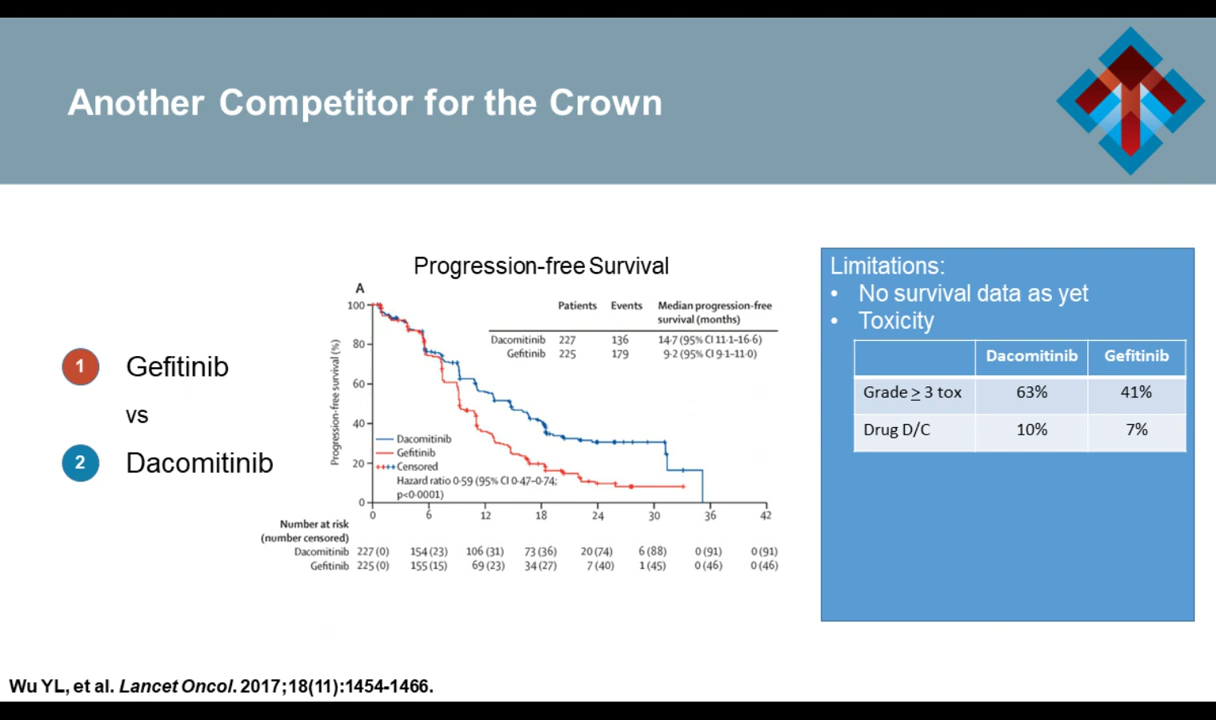 Another Competitor for the Crown
1
Gefitinib
vs
2
Dacomitinib
Progression-free Survival
A
Patients Events Median progression-free
survival (months)
Dacomitinib 227 136 14·7 (95% CI 11·1–16·6)
Gefitinib 225 179 9·2 (95% CI 9·1–11·0)
Progression-free survival (%)
100
80
60
40
20
0
Dacomitinib
Gefitinib
Censored
Hazard ratio 0·59 (95% CI 0·47–0·74;
p<0·0001)
0 6 12 18 24 30 36 42
Number at risk
(number censored)
Dacomitinib 227 (0) 154 (23) 106 (31) 73 (36) 20 (74) 6 (88) 0 (91) 0 (91)
Gefitinib 225 (0) 155 (15) 69 (23) 34 (27) 7 (40) 1 (45) 0 (46) 0 (46)
Limitations:
• No survival data as yet
• Toxicity
Dacomitinib Gefitinib
Grade ≥ 3 tox 63% 41%
Drug D/C 10% 7%
Wu YL, et al. Lancet Oncol. 2017;18(11):1454-1466.